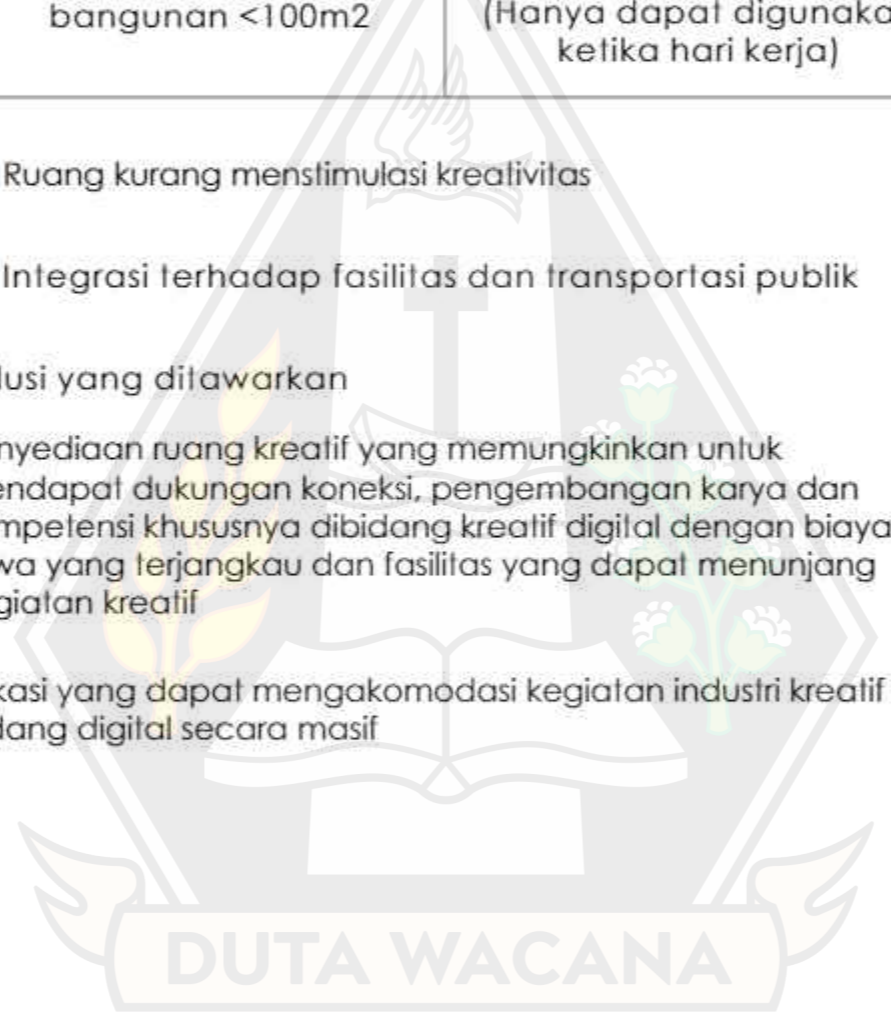 bangunan <100m2
(Hanya dapat digunaka
ketika hari kerja)
Ruang kurang menstimulasi kreativitas
Integrasi terhadap fasilitas dan transportasi publik
lusi yang ditawarkan
nyediaan ruang kreatif yang memungkinkan untuk
endapat dukungan koneksi, pengembangan karya dan
mpetensi khususnya dibidang kreatif digital dengan biaya
wa yang terjangkau dan fasilitas yang dapat menunjang
giatan kreatif
kasi yang dapat mengakomodasi kegiatan industri kreatif
dang digital secara masif
DUTA WACANA